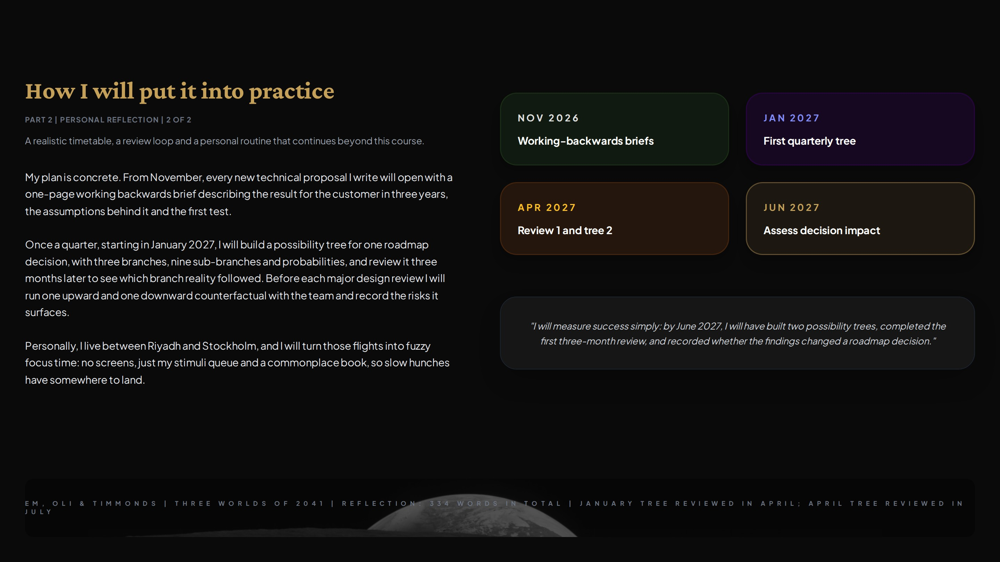 How I will put it into practice
PART 2 | PERSONAL REFLECTION | 2 OF 2
A realistic timetable, a review loop and a personal routine that continues beyond this course.
My plan is concrete. From November, every new technical proposal I write will open with a
one-page working backwards brief describing the result for the customer in three years,
the assumptions behind it and the first test.
Once a quarter, starting in January 2027, I will build a possibility tree for one roadmap
decision, with three branches, nine sub-branches and probabilities, and review it three
months later to see which branch reality followed. Before each major design review I will
run one upward and one downward counterfactual with the team and record the risks it
surfaces.
Personally, I live between Riyadh and Stockholm, and I will turn those flights into fuzzy
focus time: no screens, just my stimuli queue and a commonplace book, so slow hunches
have somewhere to land.
NOV 2026
Working-backwards briefs
JAN 2027
First quarterly tree
APR 2027
Review 1 and tree 2
JUN 2027
Assess decision impact
"I will measure success simply: by June 2027, I will have built two possibility trees, completed the
first three-month review, and recorded whether the findings changed a roadmap decision."
EM, OLI & TIMMONDS | THREE WORLDS OF 2041 | REFLECTION: 334 WORDS IN TOTAL | JANUARY TREE REVIEWED IN APRIL; APRIL TREE REVIEWED IN
JULY